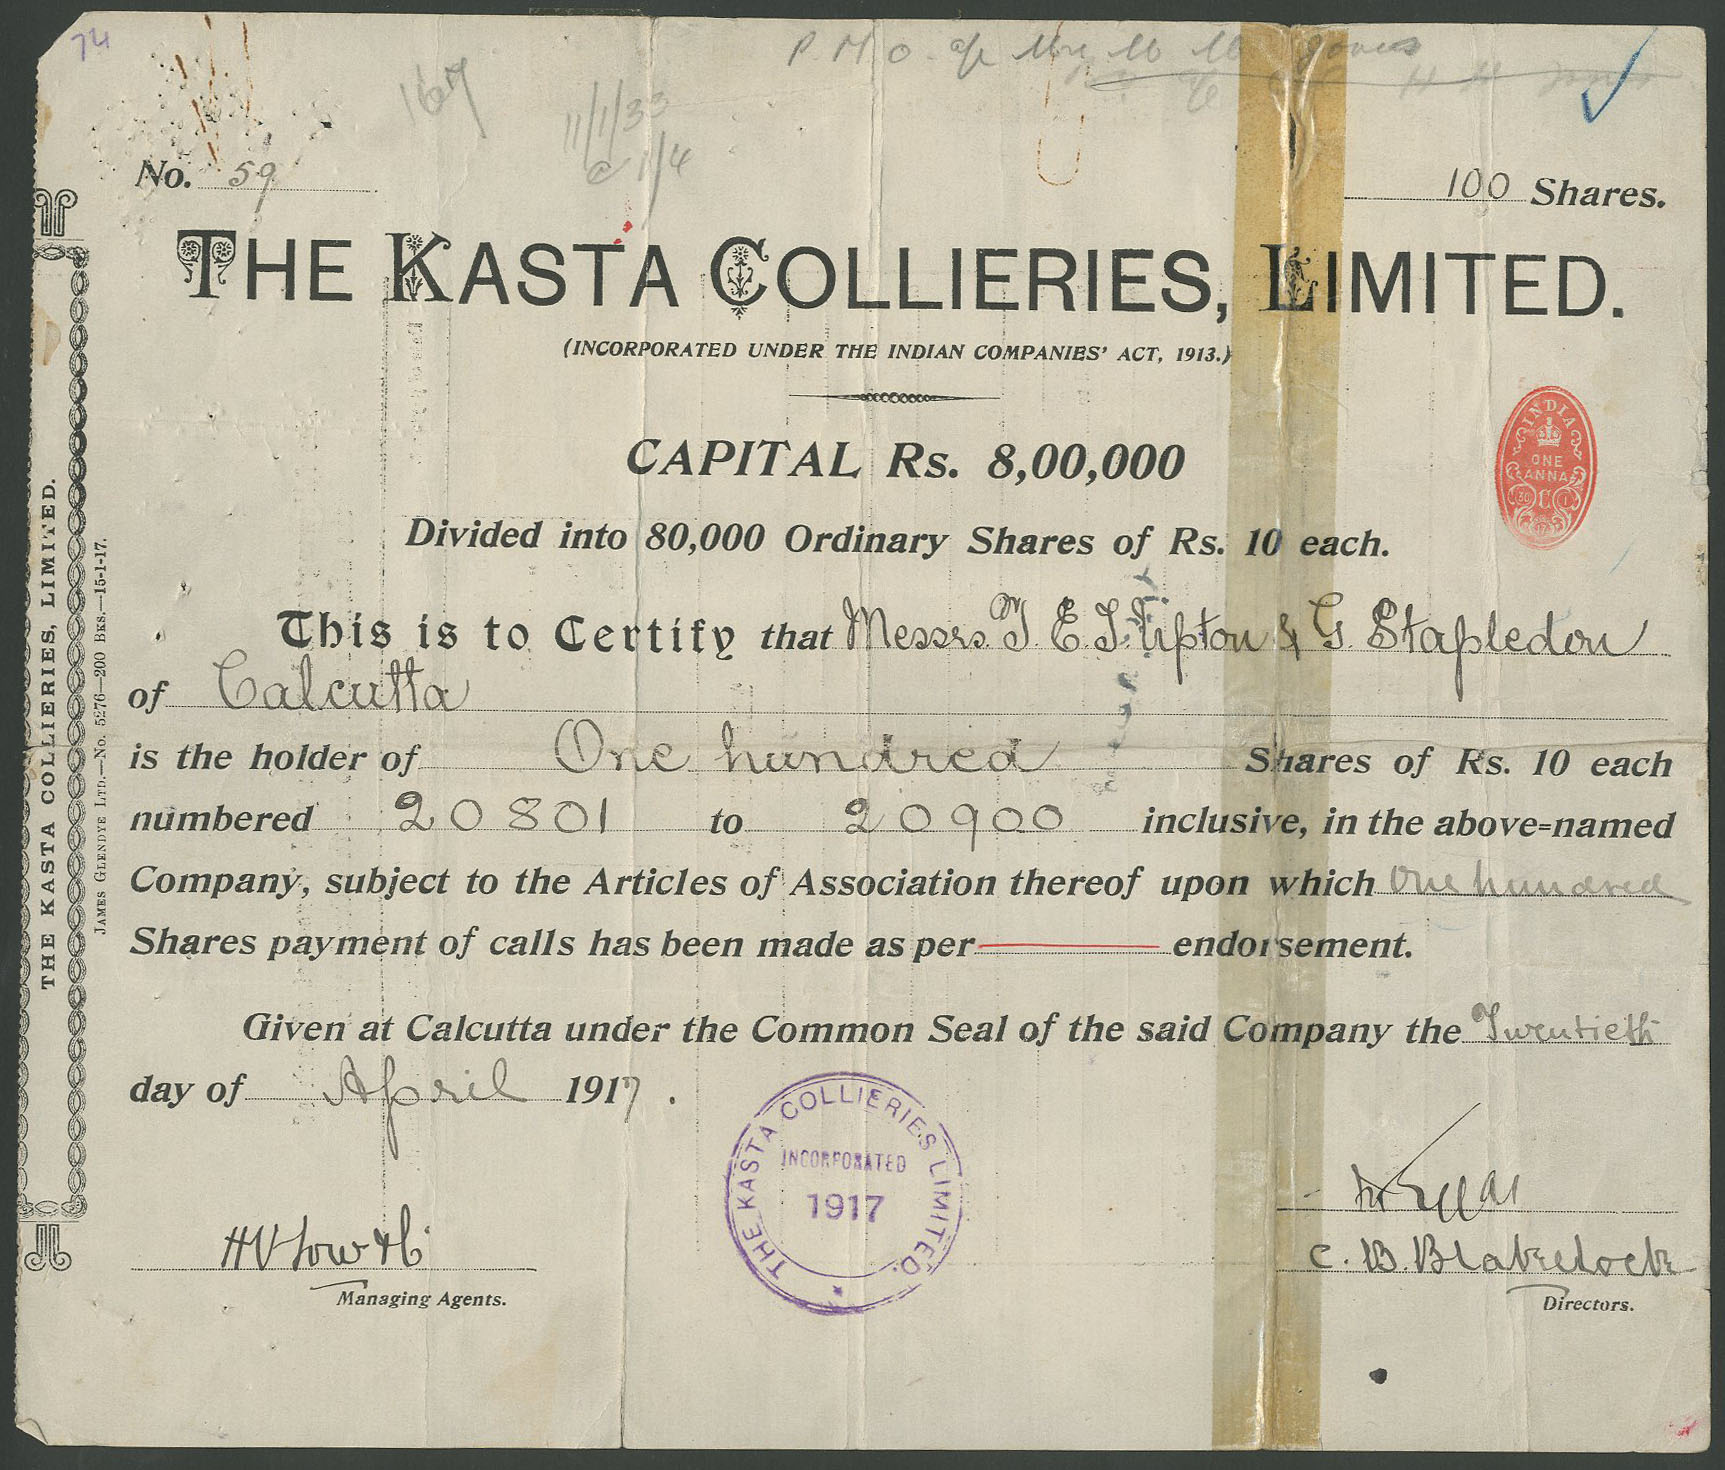 74
167
11/1/33
@ 1/4
No. 59
100 Shares.
THE KASTA COLLIERIES, LIMITED.
(INCORPORATED UNDER THE INDIAN COMPANIES' ACT, 1913.)
CAPITAL Rs. 8,00,000
INDIA
ONE
ANNA
Divided into 80,000 Ordinary Shares of Rs. 10 each.
This is to Certify that Messrs. T. E. T. Upton & G. Stapledon
of Calcutta
is the holder of One hundred Shares of Rs. 10 each
numbered 20801 to 20900 inclusive, in the above=named
Company, subject to the Articles of Association thereof upon which One hundred
Shares payment of calls has been made as per endorsement.
Given at Calcutta under the Common Seal of the said Company the Twentieth
day of April 1917.
THE KASTA COLLIERIES LIMITED.
INCORPORATED
1917
H V Low & Co
Managing Agents.
C. B. Blakelock
Directors.
THE KASTA COLLIERIES, LIMITED.
JAMES GLENDYE LTD.—No. 5276—200 BKS.—15-1-17.